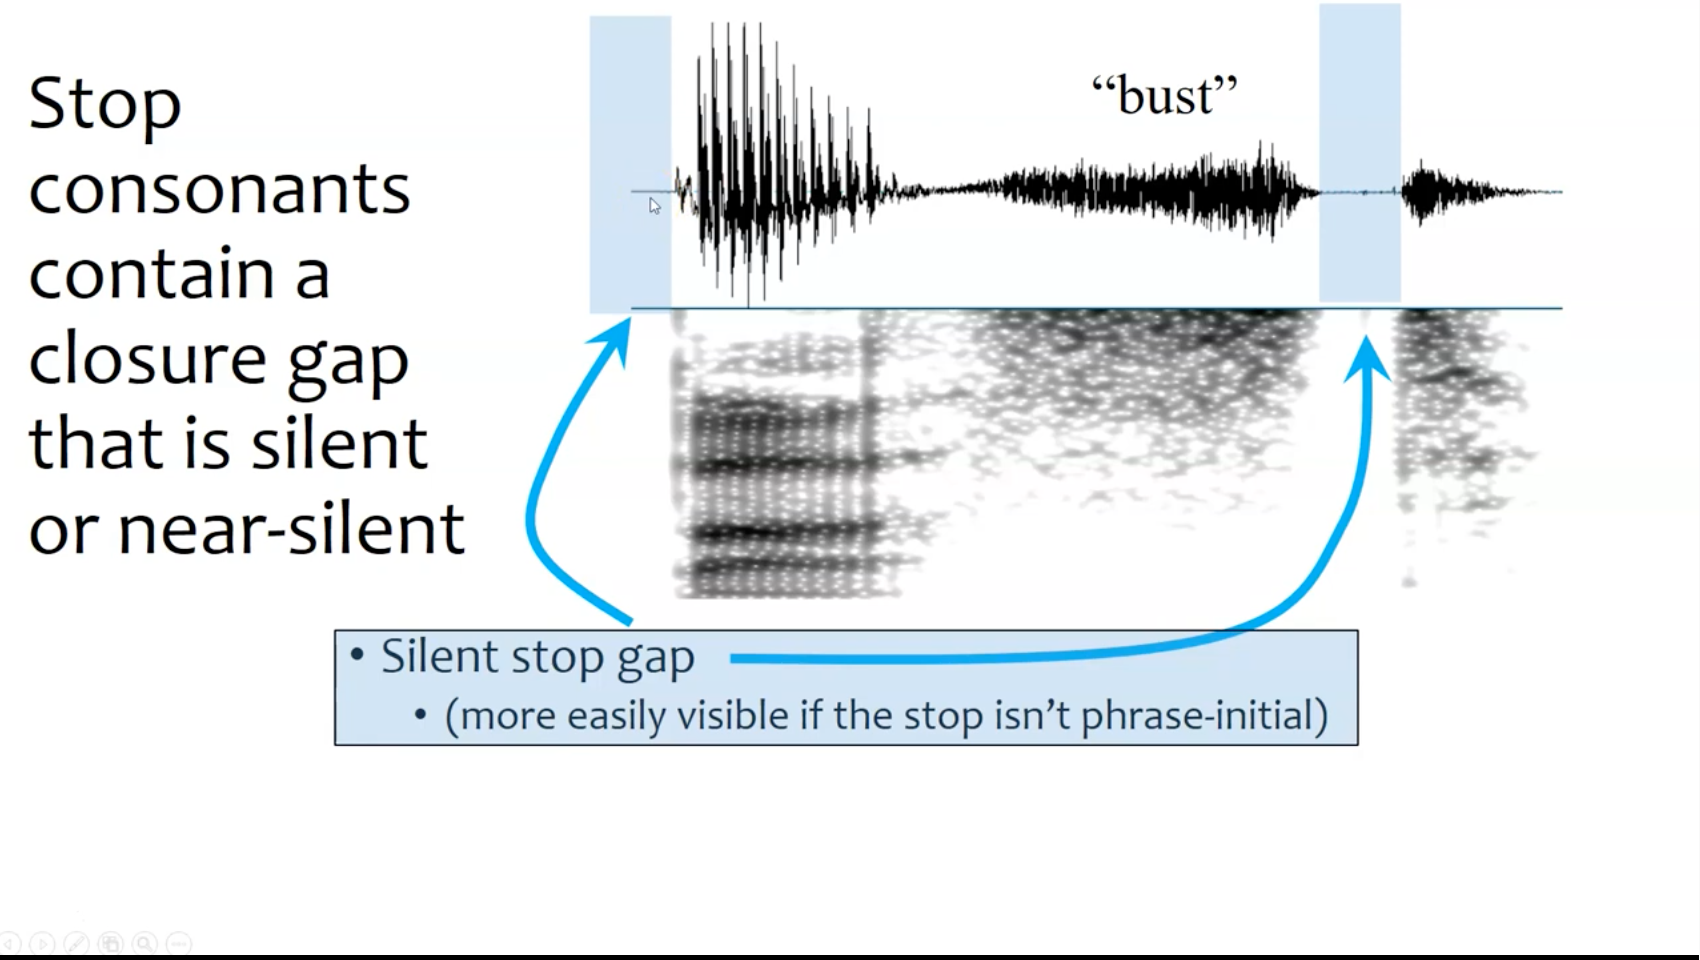 Stop
consonants
contain a
closure gap
that is silent
or near-silent
“bust”
• Silent stop gap
• (more easily visible if the stop isn’t phrase-initial)